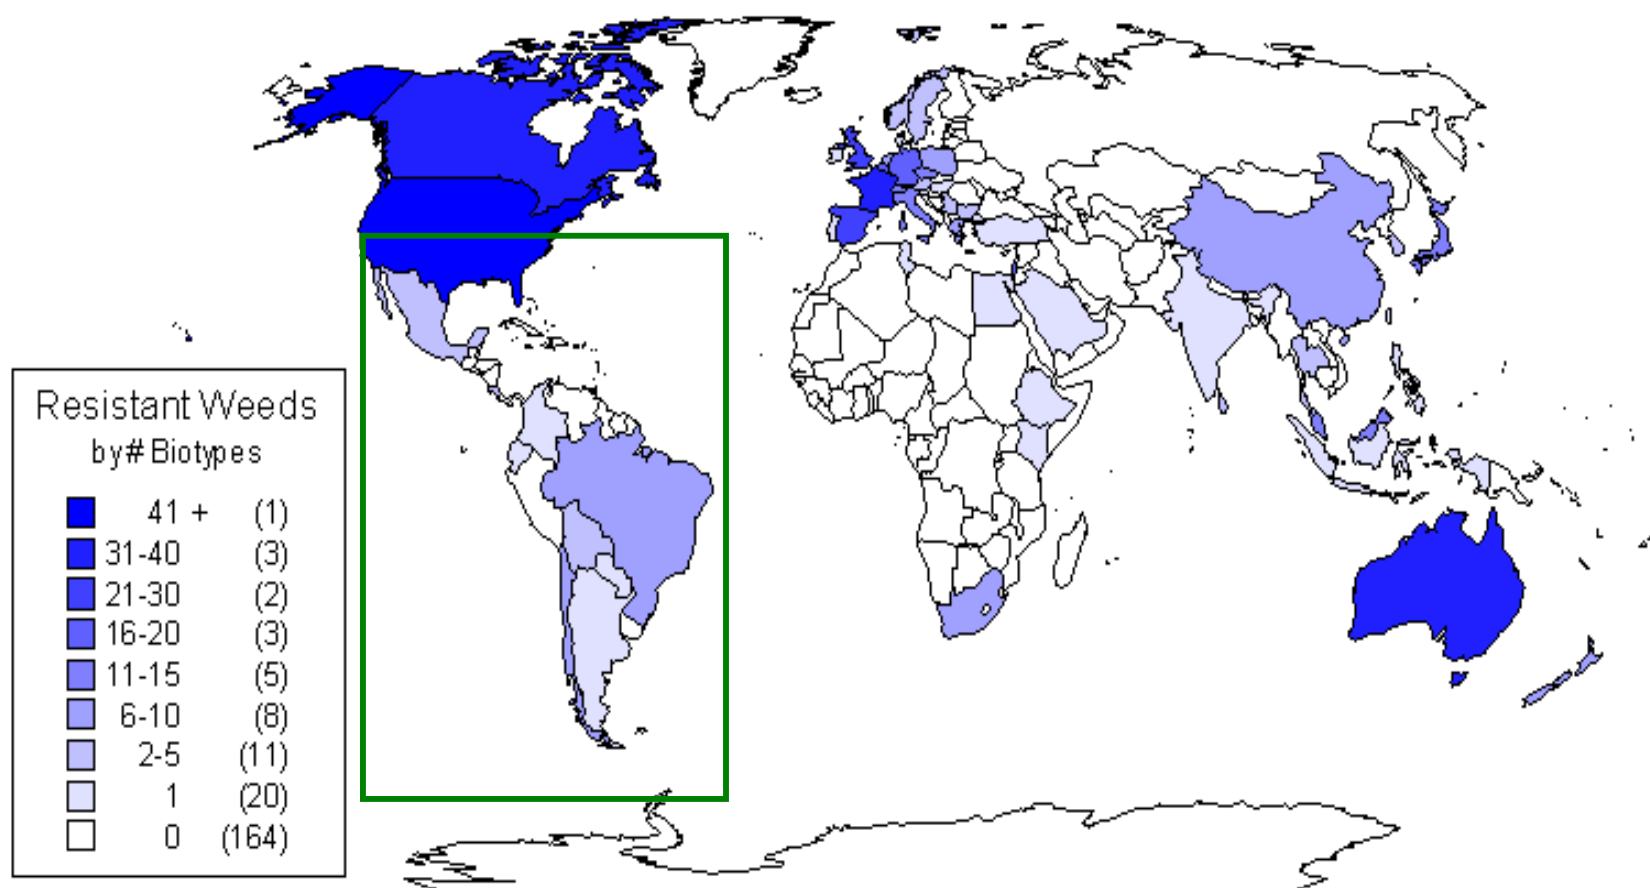 Resistant Weeds
by # Biotypes
41 + (1)
31-40 (3)
21-30 (2)
16-20 (3)
11-15 (5)
6-10 (8)
2-5 (11)
1 (20)
0 (164)